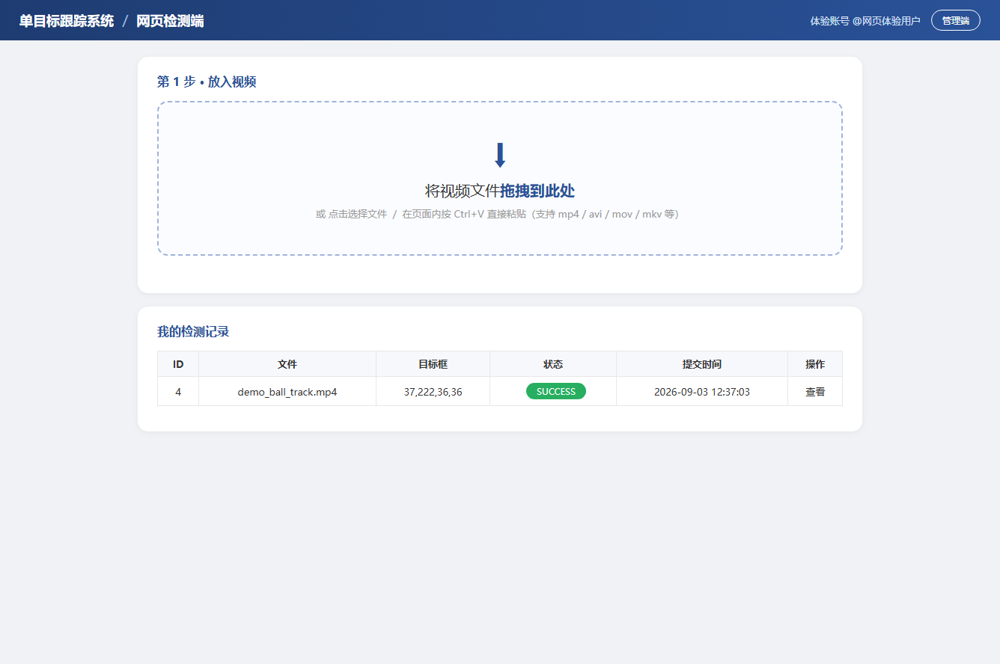 单目标跟踪系统 / 网页检测端
体验账号 @网页体验用户 管理端
第 1 步 • 放入视频
将视频文件拖拽到此处
或 点击选择文件 / 在页面内按 Ctrl+V 直接粘贴（支持 mp4 / avi / mov / mkv 等）
我的检测记录
ID 文件 目标框 状态 提交时间 操作
4 demo_ball_track.mp4 37,222,36,36 SUCCESS 2026-09-03 12:37:03 查看